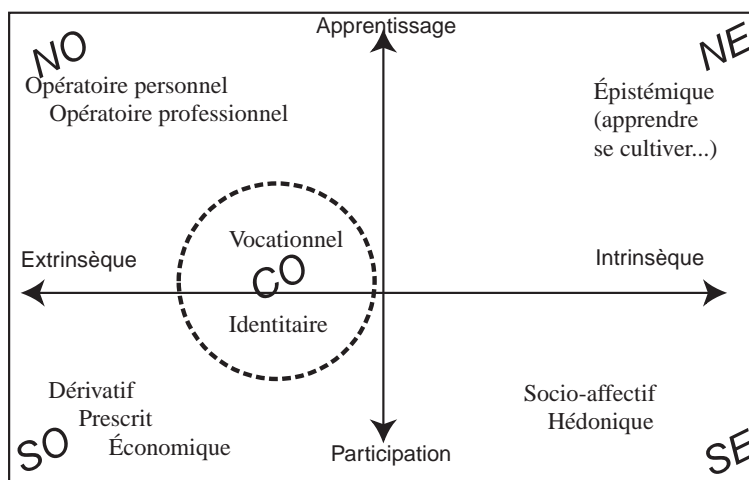 Apprentissage
NO
NE
Opératoire personnel
Opératoire professionnel
Épistémique
(apprendre
se cultiver...)
Vocationnel
Extrinsèque
Intrinsèque
CO
Identitaire
Dérivatif
Prescrit
Économique
Socio-affectif
Hédonique
SO
Participation
SE